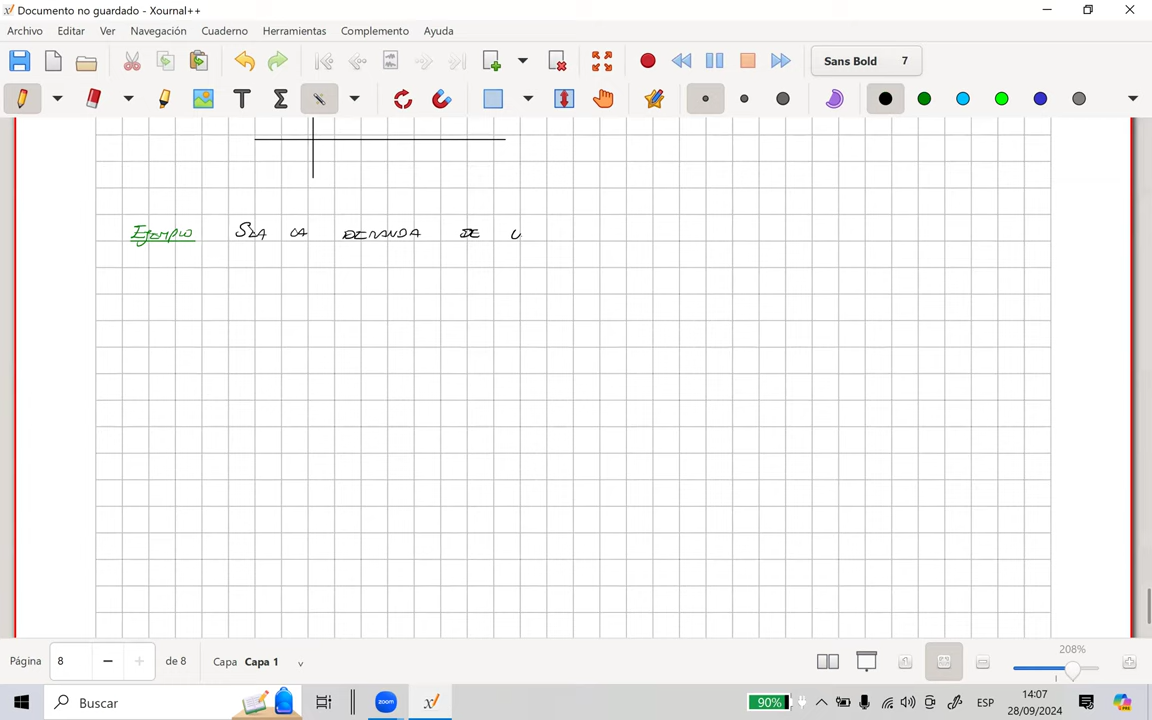 Documento no guardado - Xournal++
Archivo Editar Ver Navegación Cuaderno Herramientas Complemento Ayuda
Sans Bold 7
Ejemplo SEA LA DEMANDA DE U
Página 8 de 8 Capa Capa 1 208%
Buscar zoom 90% ESP 14:07
28/09/2024